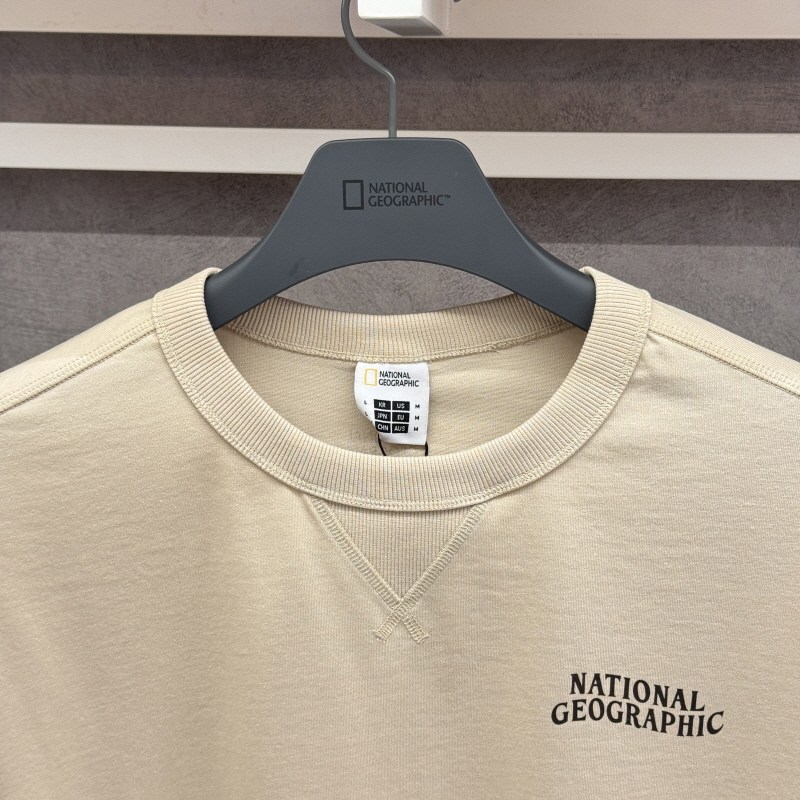 NATIONAL
GEOGRAPHIC™
NATIONAL
GEOGRAPHIC
L KR US M
L JPN EU M
CHN AUS M
NATIONAL
GEOGRAPHIC